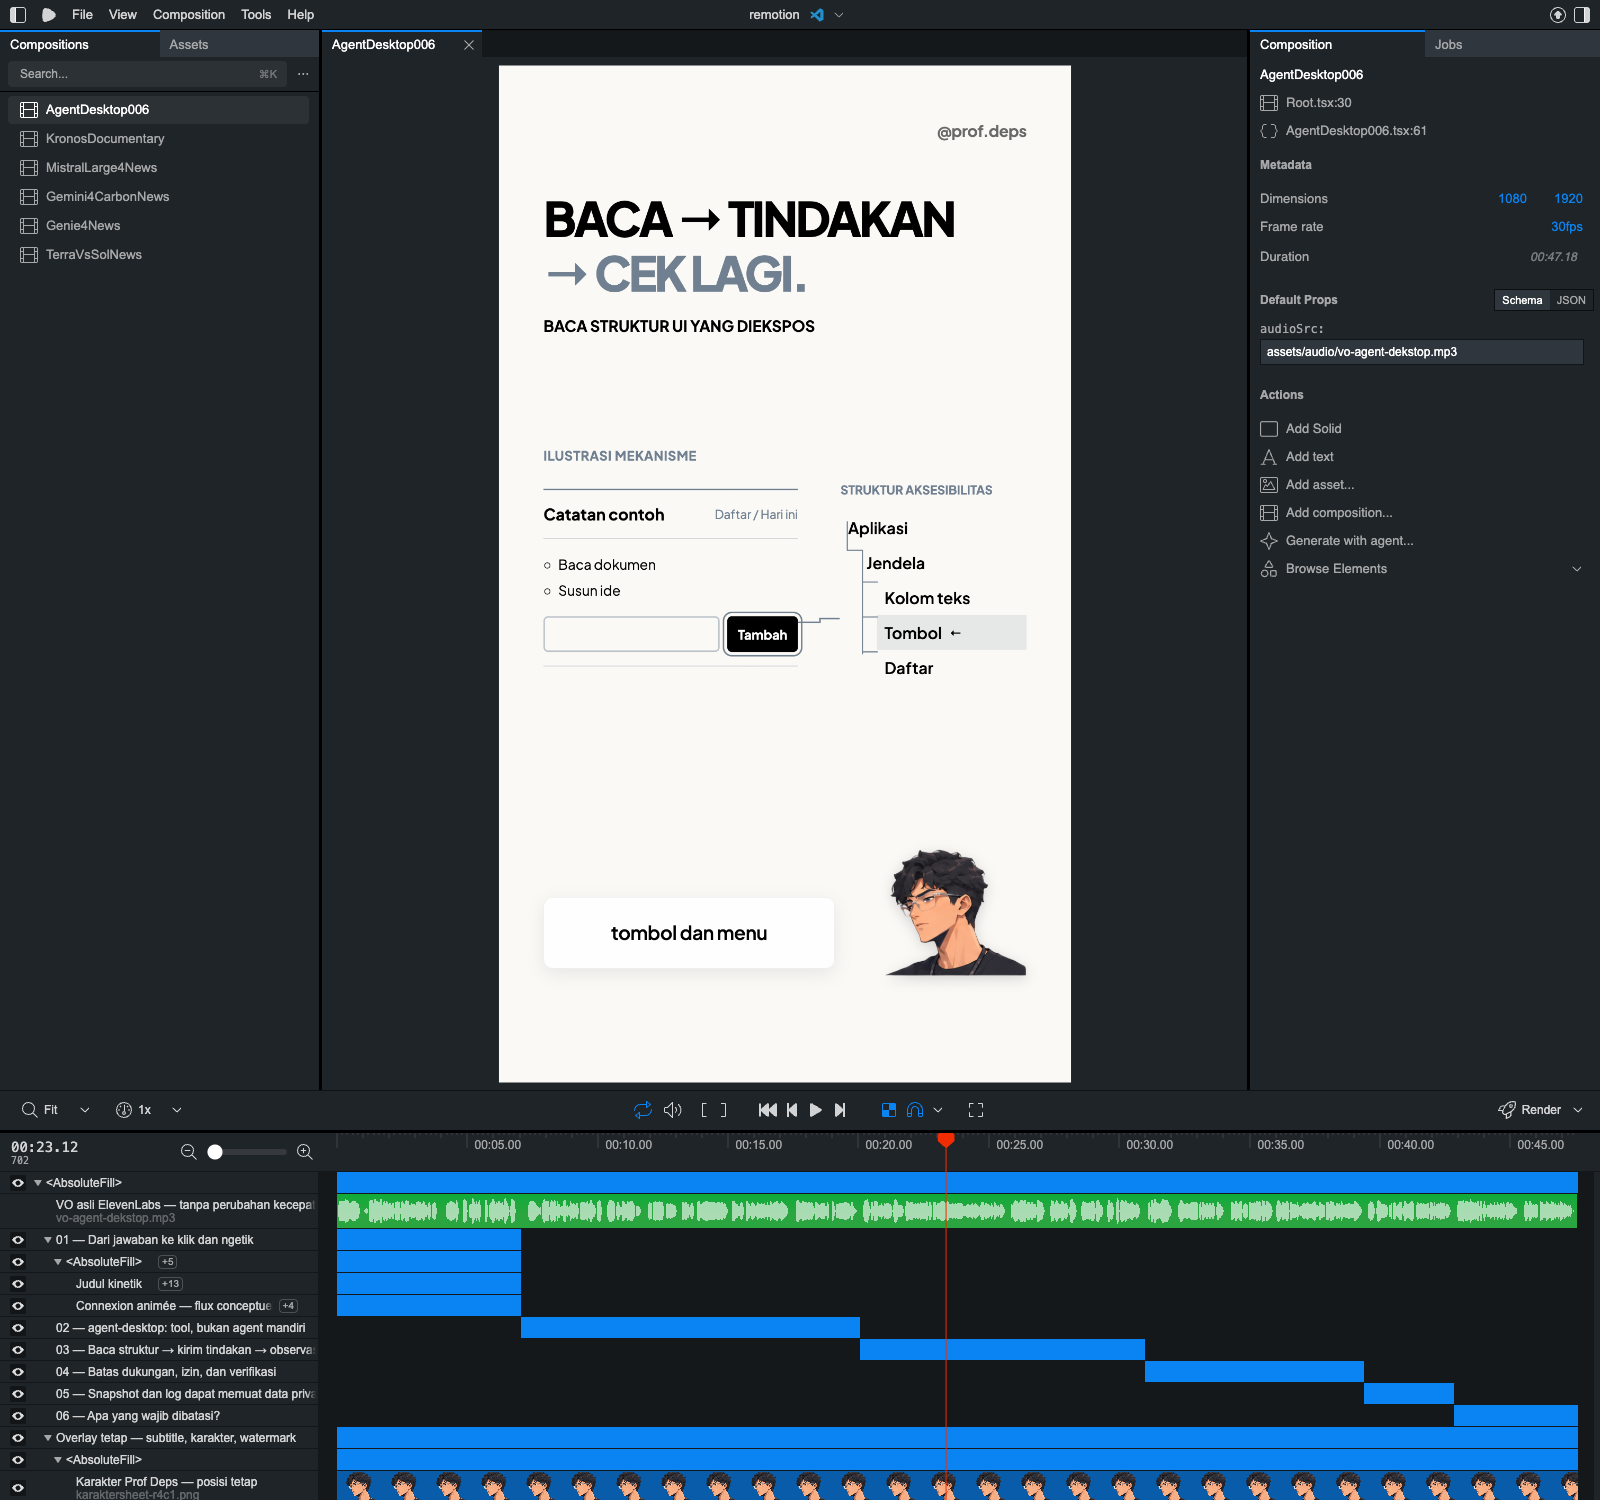 File View Composition Tools Help
remotion
Compositions Assets
Search... ⌘K
AgentDesktop006
KronosDocumentary
MistralLarge4News
Gemini4CarbonNews
Genie4News
TerraVsSolNews
AgentDesktop006
@prof.deps
BACA → TINDAKAN
→ CEK LAGI.
BACA STRUKTUR UI YANG DIEKSPOS
ILUSTRASI MEKANISME
Catatan contoh Daftar / Hari ini
Baca dokumen
Susun ide
Tambah
STRUKTUR AKSESIBILITAS
Aplikasi
Jendela
Kolom teks
Tombol ←
Daftar
tombol dan menu
Composition Jobs
AgentDesktop006
Root.tsx:30
AgentDesktop006.tsx:61
Metadata
Dimensions 1080 1920
Frame rate 30fps
Duration 00:47.18
Default Props Schema JSON
audioSrc:
assets/audio/vo-agent-dekstop.mp3
Actions
Add Solid
Add text
Add asset...
Add composition...
Generate with agent...
Browse Elements
Fit 1x
Render
00:23.12
702
00:05.00 00:10.00 00:15.00 00:20.00 00:25.00 00:30.00 00:35.00 00:40.00 00:45.00
<AbsoluteFill>
VO asli ElevenLabs — tanpa perubahan kecepat
vo-agent-dekstop.mp3
01 — Dari jawaban ke klik dan ngetik
<AbsoluteFill> +5
Judul kinetik +13
Connexion animée — flux conceptue +4
02 — agent-desktop: tool, bukan agent mandiri
03 — Baca struktur → kirim tindakan → observa
04 — Batas dukungan, izin, dan verifikasi
05 — Snapshot dan log dapat memuat data priva
06 — Apa yang wajib dibatasi?
Overlay tetap — subtitle, karakter, watermark
<AbsoluteFill>
Karakter Prof Deps — posisi tetap
karaktersheet-r4c1.png